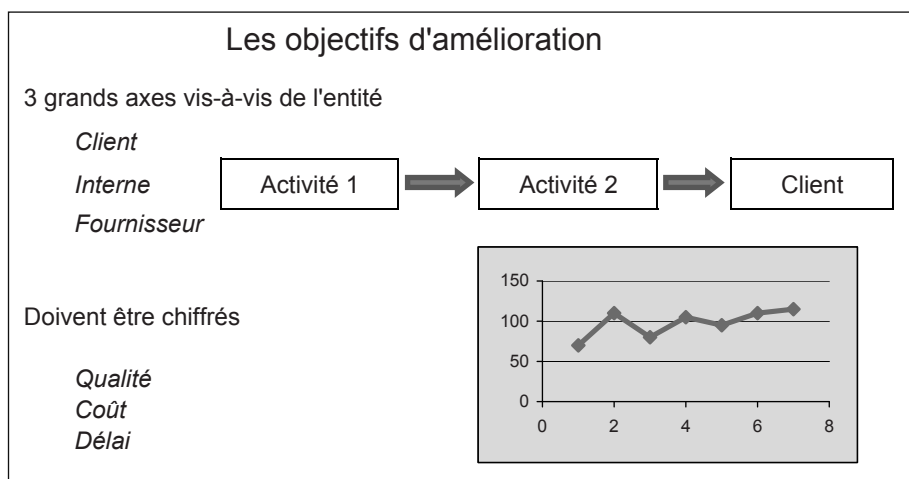 Les objectifs d'amélioration
3 grands axes vis-à-vis de l'entité
Client
Interne
Fournisseur
Activité 1
Activité 2
Client
Doivent être chiffrés
Qualité
Coût
Délai
150
100
50
0
0 2 4 6 8